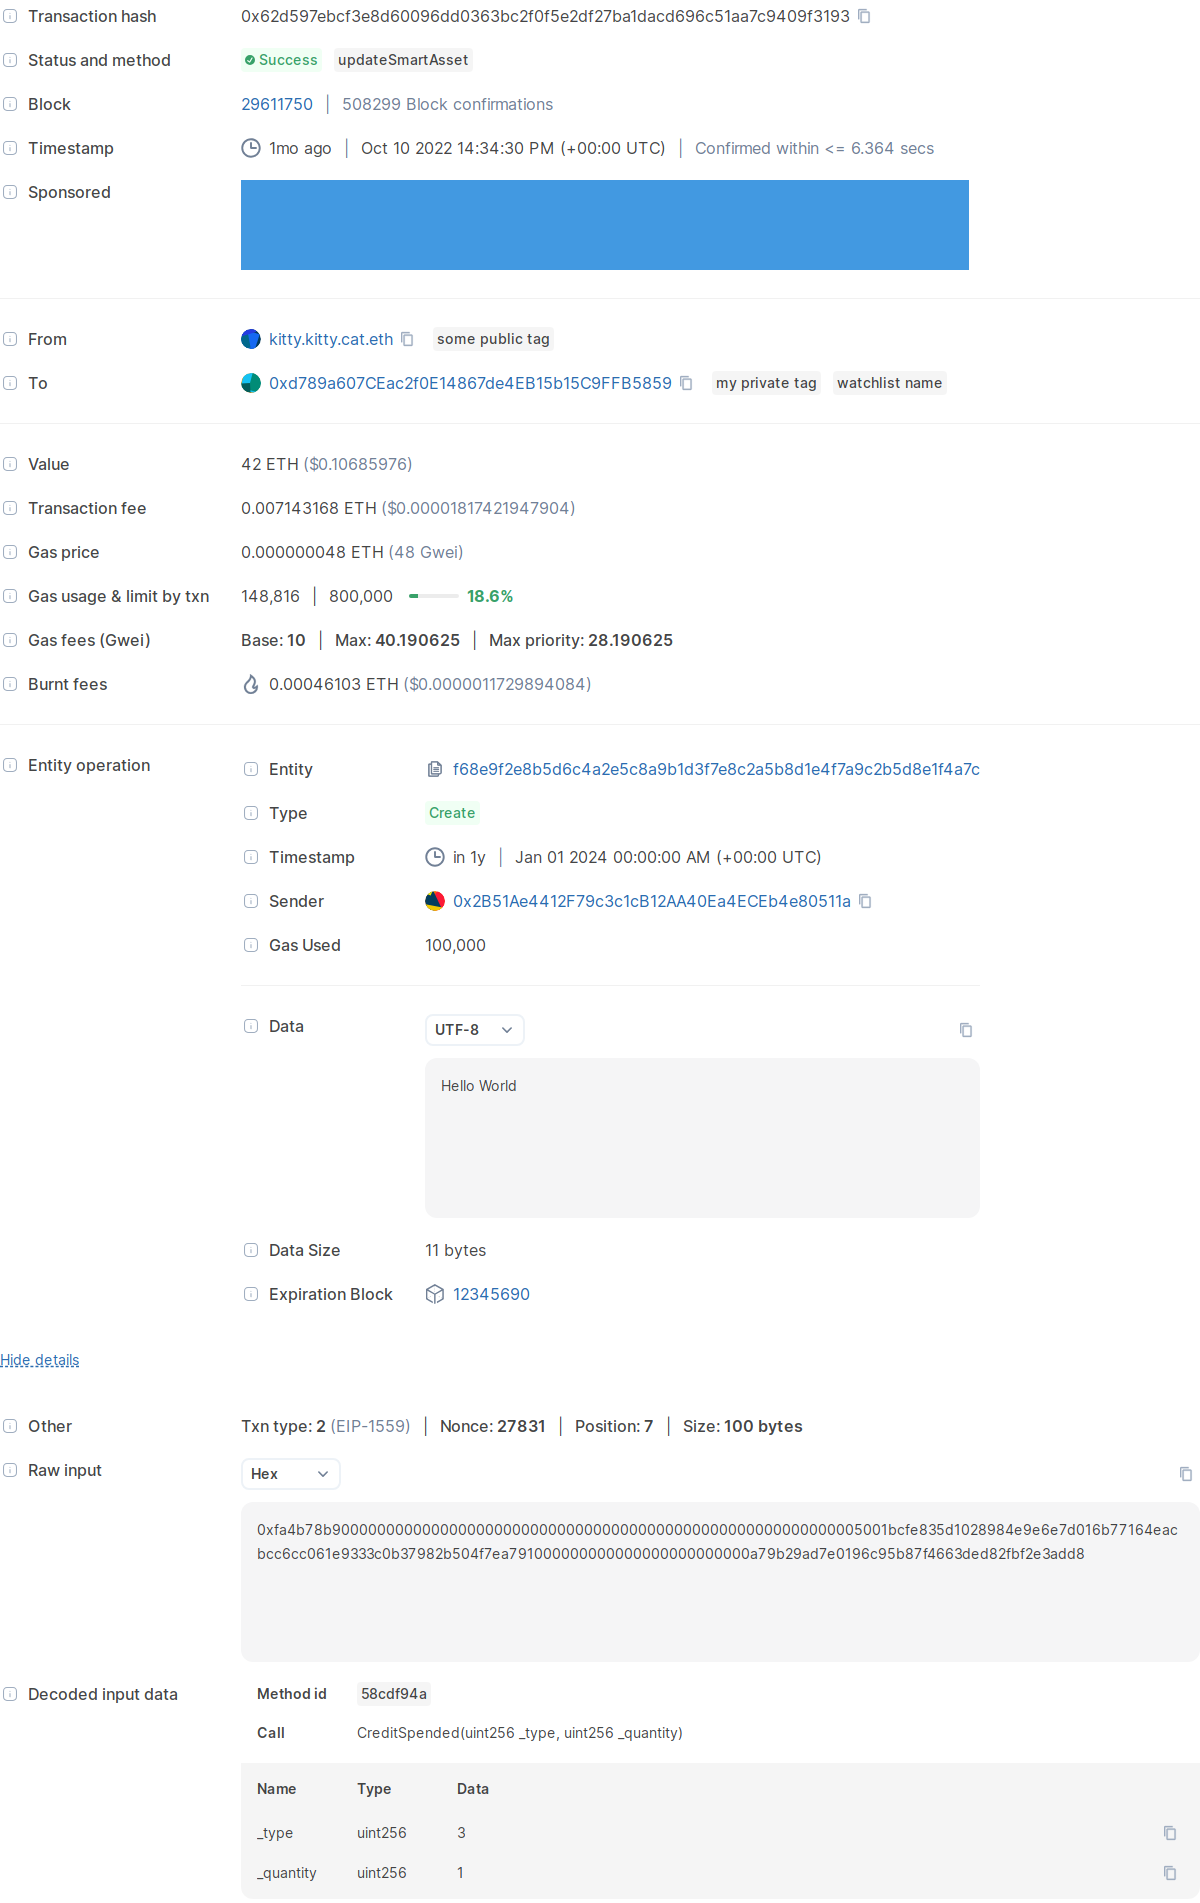 Transaction hash 0x62d597ebcf3e8d60096dd0363bc2f0f5e2df27ba1dacd696c51aa7c9409f3193
Status and method Success updateSmartAsset
Block 29611750 | 508299 Block confirmations
Timestamp 1mo ago | Oct 10 2022 14:34:30 PM (+00:00 UTC) | Confirmed within <= 6.364 secs
Sponsored
From kitty.kitty.cat.eth some public tag
To 0xd789a607CEac2f0E14867de4EB15b15C9FFB5859 my private tag watchlist name
Value 42 ETH ($0.10685976)
Transaction fee 0.007143168 ETH ($0.00001817421947904)
Gas price 0.000000048 ETH (48 Gwei)
Gas usage & limit by txn 148,816 | 800,000 18.6%
Gas fees (Gwei) Base: 10 | Max: 40.190625 | Max priority: 28.190625
Burnt fees 0.00046103 ETH ($0.0000011729894084)
Entity operation Entity f68e9f2e8b5d6c4a2e5c8a9b1d3f7e8c2a5b8d1e4f7a9c2b5d8e1f4a7c
Type Create
Timestamp in 1y | Jan 01 2024 00:00:00 AM (+00:00 UTC)
Sender 0x2B51Ae4412F79c3c1cB12AA40Ea4ECEb4e80511a
Gas Used 100,000
Data UTF-8
Hello World
Data Size 11 bytes
Expiration Block 12345690
Hide details
Other Txn type: 2 (EIP-1559) | Nonce: 27831 | Position: 7 | Size: 100 bytes
Raw input Hex
0xfa4b78b90000000000000000000000000000000000000000000000000000000005001bcfe835d1028984e9e6e7d016b77164eac
bcc6cc061e9333c0b37982b504f7ea791000000000000000000000000a79b29ad7e0196c95b87f4663ded82fbf2e3add8
Decoded input data Method id 58cdf94a
Call CreditSpended(uint256 _type, uint256 _quantity)
Name Type Data
_type uint256 3
_quantity uint256 1